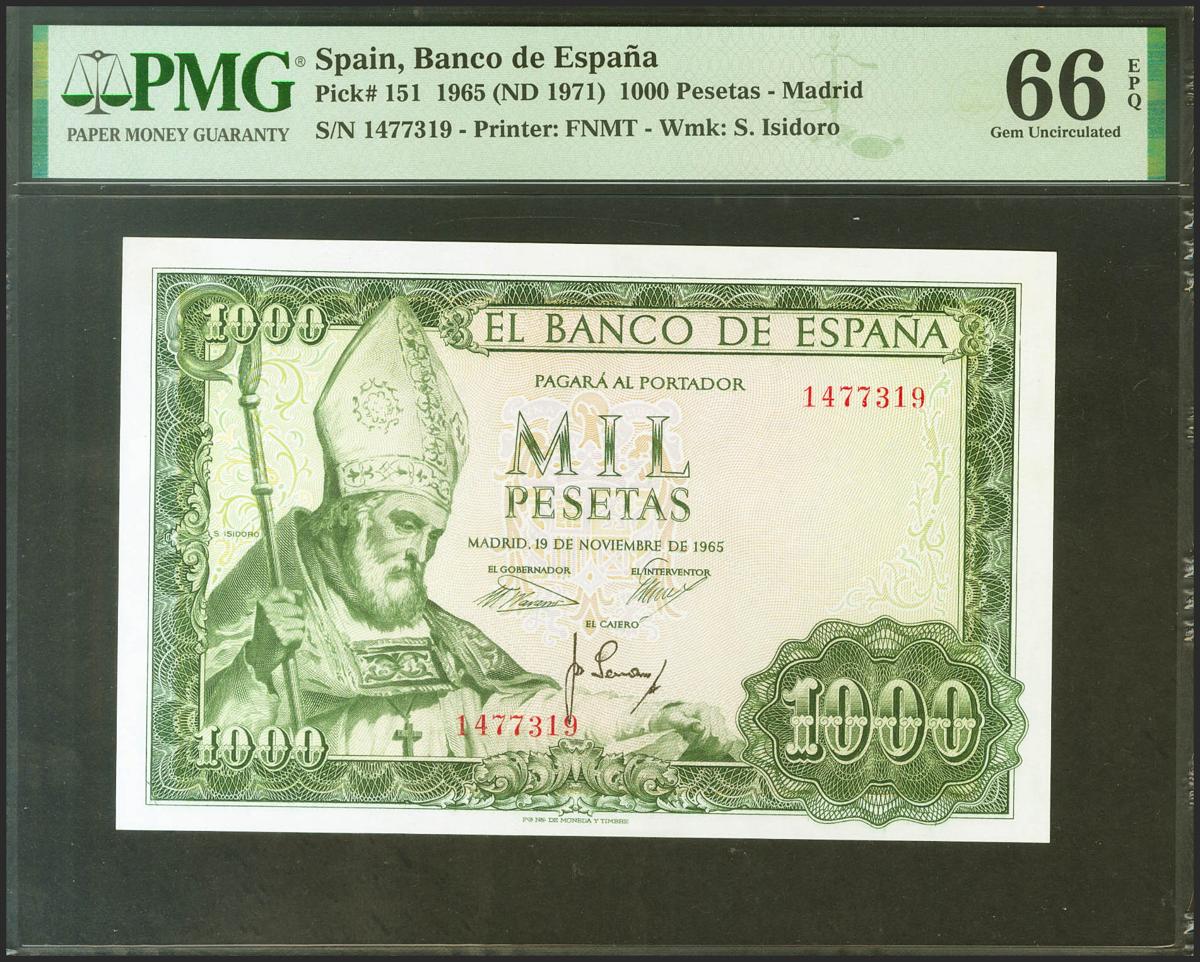 PMG®
PAPER MONEY GUARANTY
Spain, Banco de España
Pick# 151 1965 (ND 1971) 1000 Pesetas - Madrid
S/N 1477319 - Printer: FNMT - Wmk: S. Isidoro
66
EPQ
Gem Uncirculated
1000
EL BANCO DE ESPAÑA
PAGARÁ AL PORTADOR
1477319
MIL
PESETAS
S. ISIDORO
MADRID, 19 DE NOVIEMBRE DE 1965
EL GOBERNADOR
EL INTERVENTOR
EL CAJERO
1477319
1000
1000
DE MONEDA Y TIMBRE